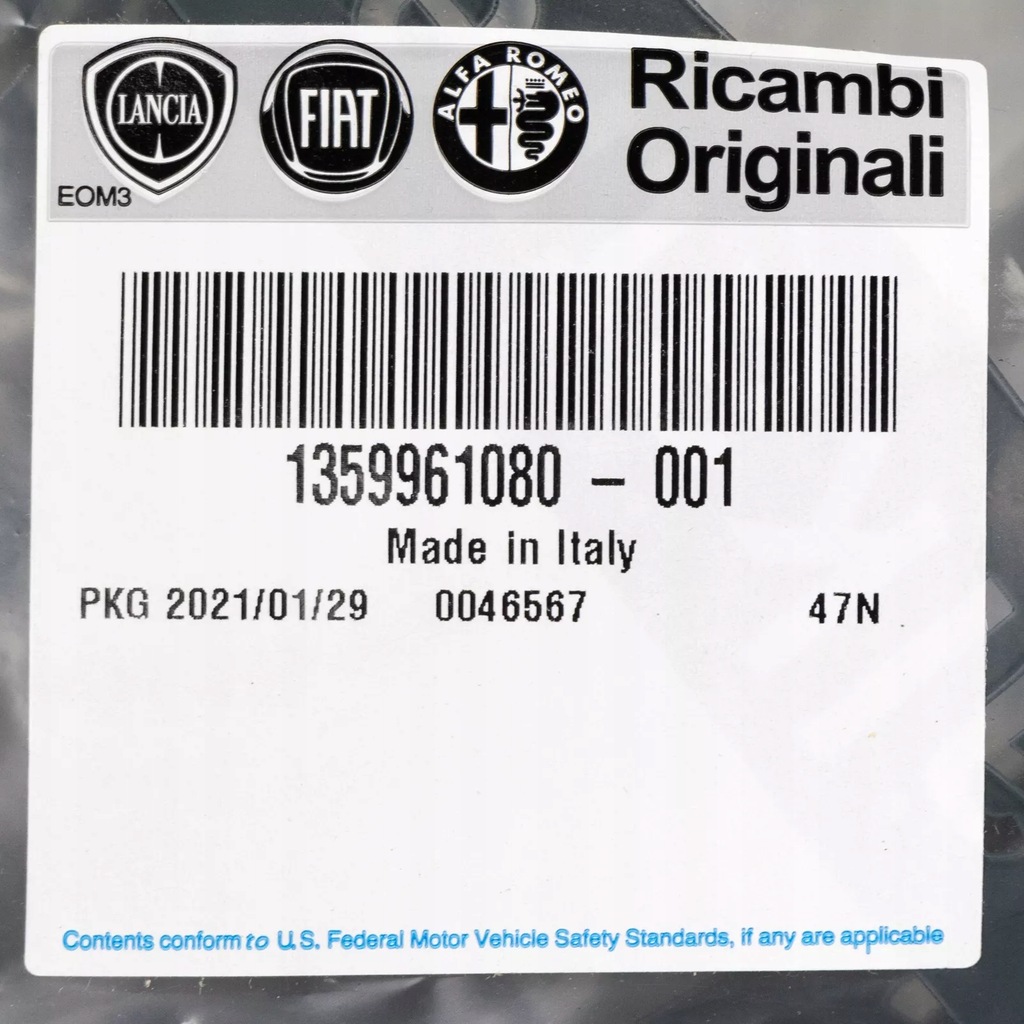 LANCIA FIAT ALFA ROMEO Ricambi
Originali
EOM3
1359961080 – 001
Made in Italy
PKG 2021/01/29 0046567 47N
Contents conform to U.S. Federal Motor Vehicle Safety Standards, if any are applicable